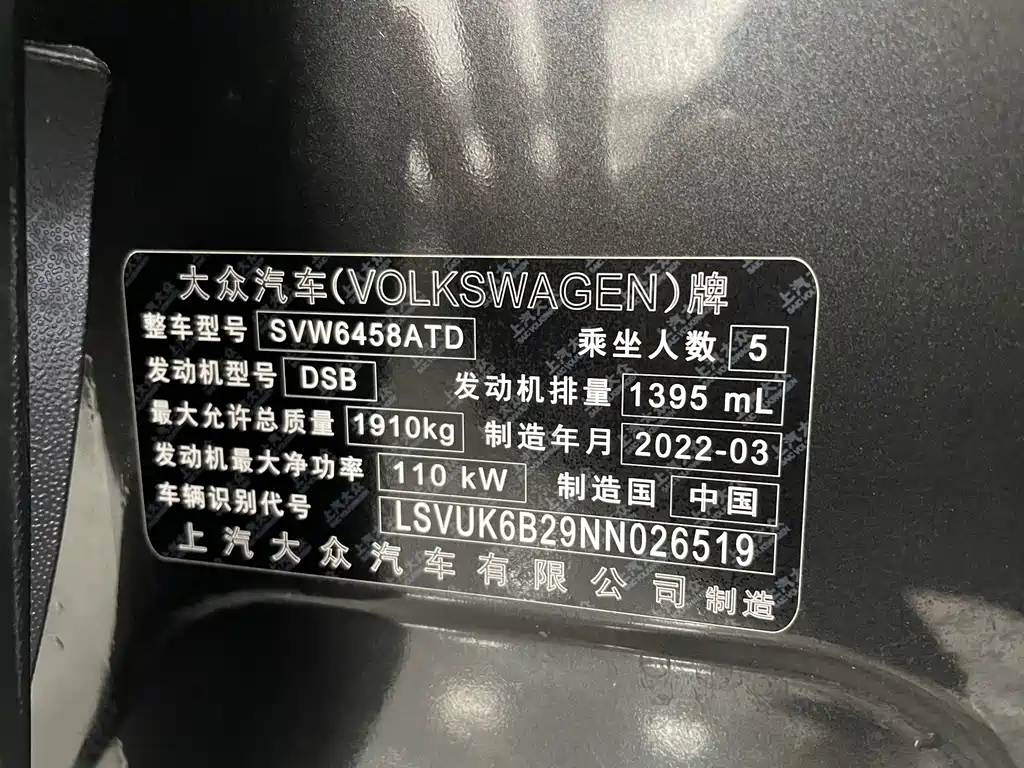 大众汽车(VOLKSWAGEN)牌
整车型号 SVW6458ATD 乘坐人数 5
发动机型号 DSB 发动机排量 1395 mL
最大允许总质量 1910kg 制造年月 2022-03
发动机最大净功率 110 kW 制造国 中国
车辆识别代号 LSVUK6B29NN026519
上汽大众汽车有限公司 制造